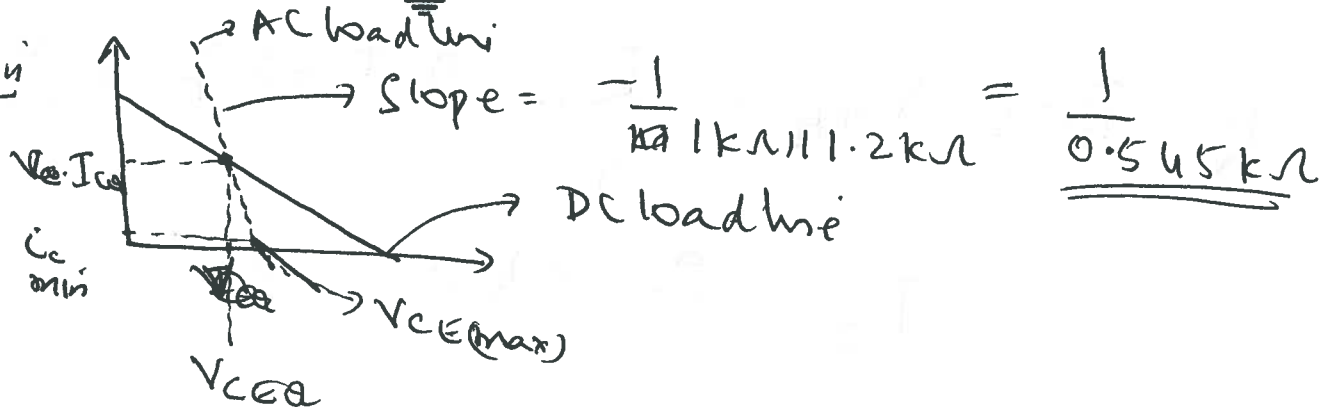 AC load line
Slope = -1 / 1kΩ || 1.2kΩ = 1 / 0.545kΩ
ICQ
DC load line
ic
min
VCE(max)
VCEQ